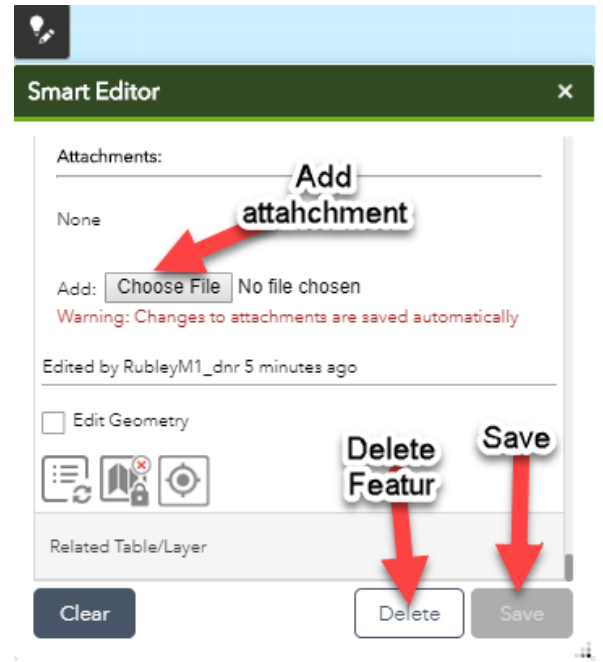 Smart Editor ×
Attachments:
Add
attahchment
None
Add: Choose File No file chosen
Warning: Changes to attachments are saved automatically
Edited by RubleyM1_dnr 5 minutes ago
Edit Geometry
Delete
Featur
Save
Related Table/Layer
Clear Delete Save